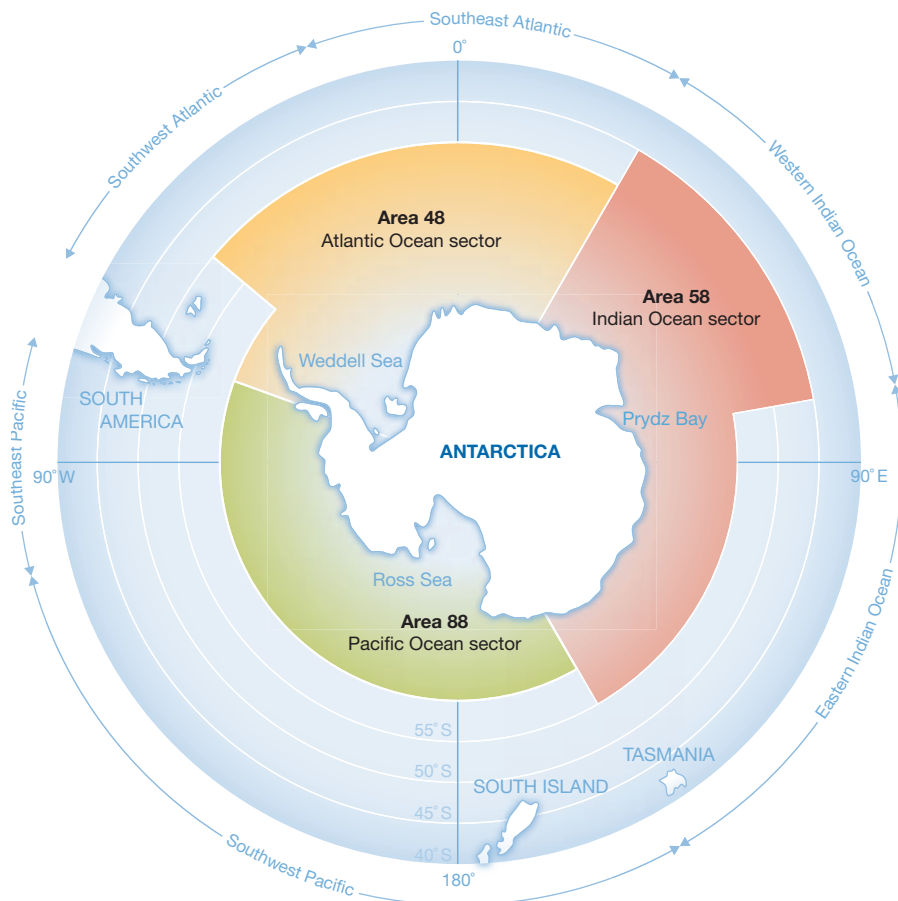 Southeast Atlantic
0°
Southwest Atlantic
Western Indian Ocean
Area 48
Atlantic Ocean sector
Area 58
Indian Ocean sector
Weddell Sea
SOUTH
AMERICA
Prydz Bay
ANTARCTICA
Southeast Pacific
90°W
90°E
Ross Sea
Area 88
Pacific Ocean sector
Eastern Indian Ocean
55°S
50°S
45°S
40°S
TASMANIA
SOUTH ISLAND
Southwest Pacific
180°